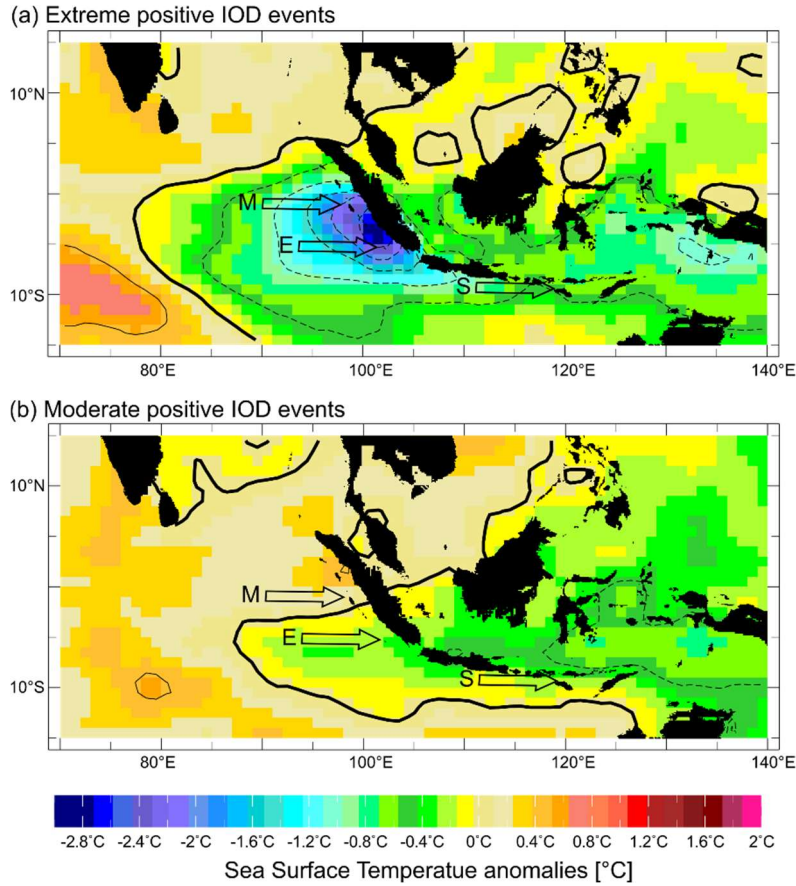 (a) Extreme positive IOD events
10°N
M
E
S
10°S
80°E 100°E 120°E 140°E
(b) Moderate positive IOD events
10°N
M
E
S
10°S
80°E 100°E 120°E 140°E
-2.8°C -2.4°C -2°C -1.6°C -1.2°C -0.8°C -0.4°C 0°C 0.4°C 0.8°C 1.2°C 1.6°C 2°C
Sea Surface Temperatue anomalies [°C]